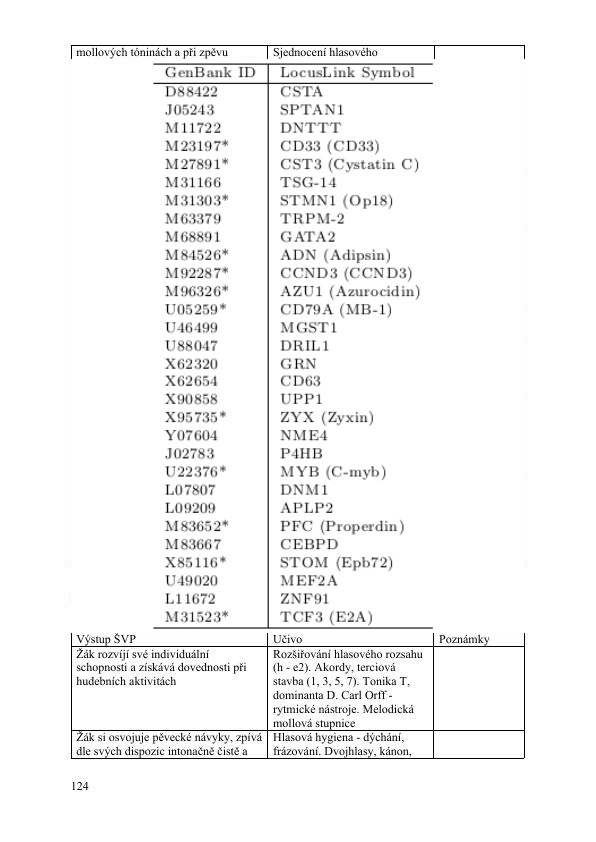 mollových tóninách a při zpěvu Sjednocení hlasového
GenBank ID LocusLink Symbol
D88422 CSTA
J05243 SPTAN1
M11722 DNTTT
M23197* CD33 (CD33)
M27891* CST3 (Cystatin C)
M31166 TSG-14
M31303* STMN1 (Op18)
M63379 TRPM-2
M68891 GATA2
M84526* ADN (Adipsin)
M92287* CCND3 (CCND3)
M96326* AZU1 (Azurocidin)
U05259* CD79A (MB-1)
U46499 MGST1
U88047 DRIL1
X62320 GRN
X62654 CD63
X90858 UPP1
X95735* ZYX (Zyxin)
Y07604 NME4
J02783 P4HB
U22376* MYB (C-myb)
L07807 DNM1
L09209 APLP2
M83652* PFC (Properdin)
M83667 CEBPD
X85116* STOM (Epb72)
U49020 MEF2A
L11672 ZNF91
M31523* TCF3 (E2A)
Výstup ŠVP Učivo Poznámky
Žák rozvíjí své individuální
schopnosti a získává dovednosti při
hudebních aktivitách
Rozšiřování hlasového rozsahu
(h - e2). Akordy, terciová
stavba (1, 3, 5, 7). Tonika T,
dominanta D. Carl Orff -
rytmické nástroje. Melodická
mollová stupnice
Žák si osvojuje pěvecké návyky, zpívá
dle svých dispozic intonačně čistě a
Hlasová hygiena - dýchání,
frázování. Dvojhlasy, kánon,
124